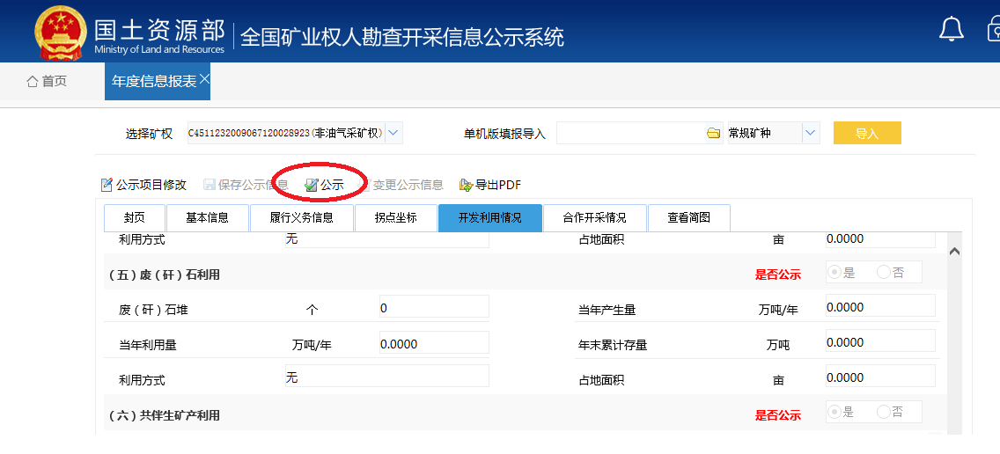 国土资源部 全国矿业权人勘查开采信息公示系统
Ministry of Land and Resources
首页 年度信息报表
选择矿权 C4511232009067120028923(非油气采矿权) 单机版填报导入 常规矿种 导入
公示项目修改 保存公示信息 公示 变更公示信息 导出PDF
封页 基本信息 履行义务信息 拐点坐标 开发利用情况 合作开采情况 查看简图
利用方式 无 占地面积 亩 0.0000
(五)废(矸)石利用 是否公示 是 否
废(矸)石堆 个 0 当年产生量 万吨/年 0.0000
当年利用量 万吨/年 0.0000 年末累计存量 万吨 0.0000
利用方式 无 占地面积 亩 0.0000
(六)共伴生矿产利用 是否公示 是 否